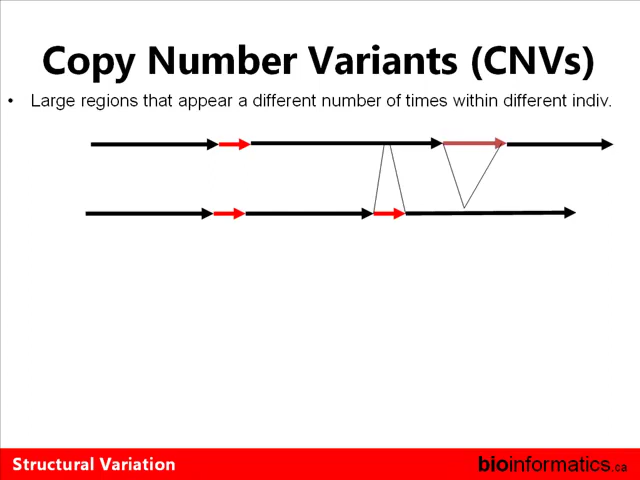 Copy Number Variants (CNVs)
• Large regions that appear a different number of times within different indiv.
Structural Variation
bioinformatics.ca